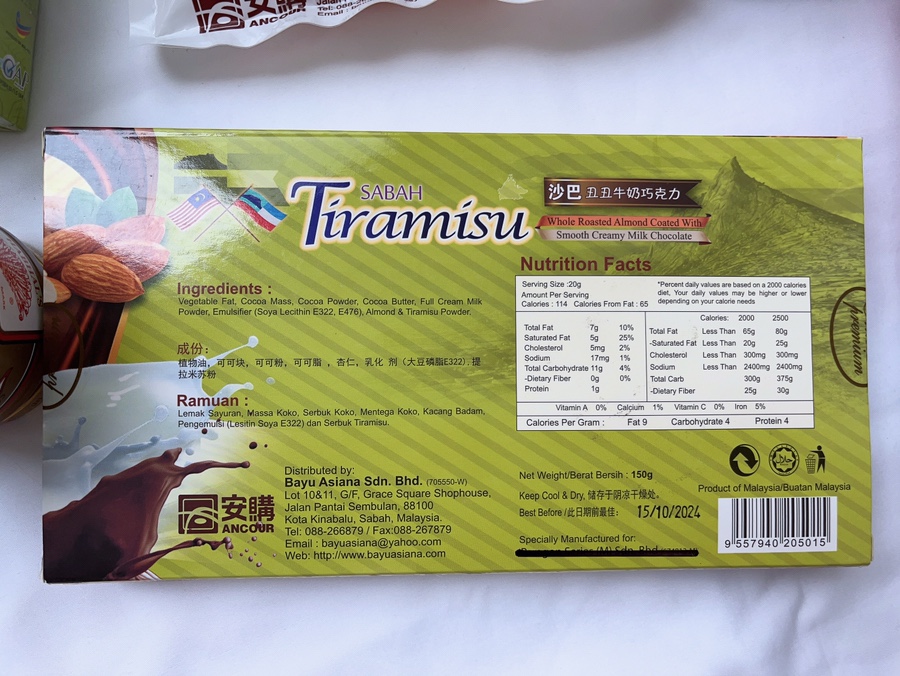 安購
ANCOUR
SABAH
Tiramisu
沙巴 丑丑牛奶巧克力
Whole Roasted Almond Coated With
Smooth Creamy Milk Chocolate
Ingredients :
Vegetable Fat, Cocoa Mass, Cocoa Powder, Cocoa Butter, Full Cream Milk
Powder, Emulsifier (Soya Lecithin E322, E476), Almond & Tiramisu Powder.
成份：
植物油，可可块，可可粉，可可脂 ，杏仁，乳化 剂（大豆磷脂E322）. 提
拉米苏粉
Ramuan :
Lemak Sayuran, Massa Koko, Serbuk Koko, Mentega Koko, Kacang Badam,
Pengemulsi (Lesitin Soya E322) dan Serbuk Tiramisu.
安購
ANCOUR
Distributed by:
Bayu Asiana Sdn. Bhd. (705550-W)
Lot 10&11, G/F, Grace Square Shophouse,
Jalan Pantai Sembulan, 88100
Kota Kinabalu, Sabah, Malaysia.
Tel: 088-266879 / Fax:088-267879
Email : bayuasiana@yahoo.com
Web: http://www.bayuasiana.com
Nutrition Facts
Serving Size :20g
Amount Per Serving
Calories : 114 Calories From Fat : 65
*Percent daily values are based on a 2000 calories
diet, Your daily values may be higher or lower
depending on your calorie needs
Total Fat 7g 10%
Saturated Fat 5g 25%
Cholesterol 5mg 2%
Sodium 17mg 1%
Total Carbohydrate 11g 4%
-Dietary Fiber 0g 0%
Protein 1g
Calories: 2000 2500
Total Fat Less Than 65g 80g
-Saturated Fat Less Than 20g 25g
Cholesterol Less Than 300mg 300mg
Sodium Less Than 2400mg 2400mg
Total Carb 300g 375g
-Dietary Fiber 25g 30g
Vitamin A 0% Calcium 1% Vitamin C 0% Iron 5%
Calories Per Gram : Fat 9 Carbohydrate 4 Protein 4
premium
Net Weight/Berat Bersih : 150g
Keep Cool & Dry, 储存于阴凉干燥处。
Best Before /此日期前最佳: 15/10/2024
Product of Malaysia/Buatan Malaysia
Specially Manufactured for:
9 557940 205015